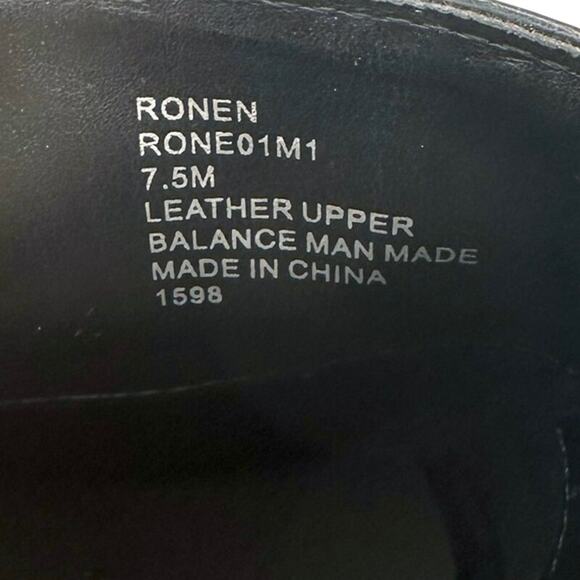 RONEN
RONE01M1
7.5M
LEATHER UPPER
BALANCE MAN MADE
MADE IN CHINA
1598